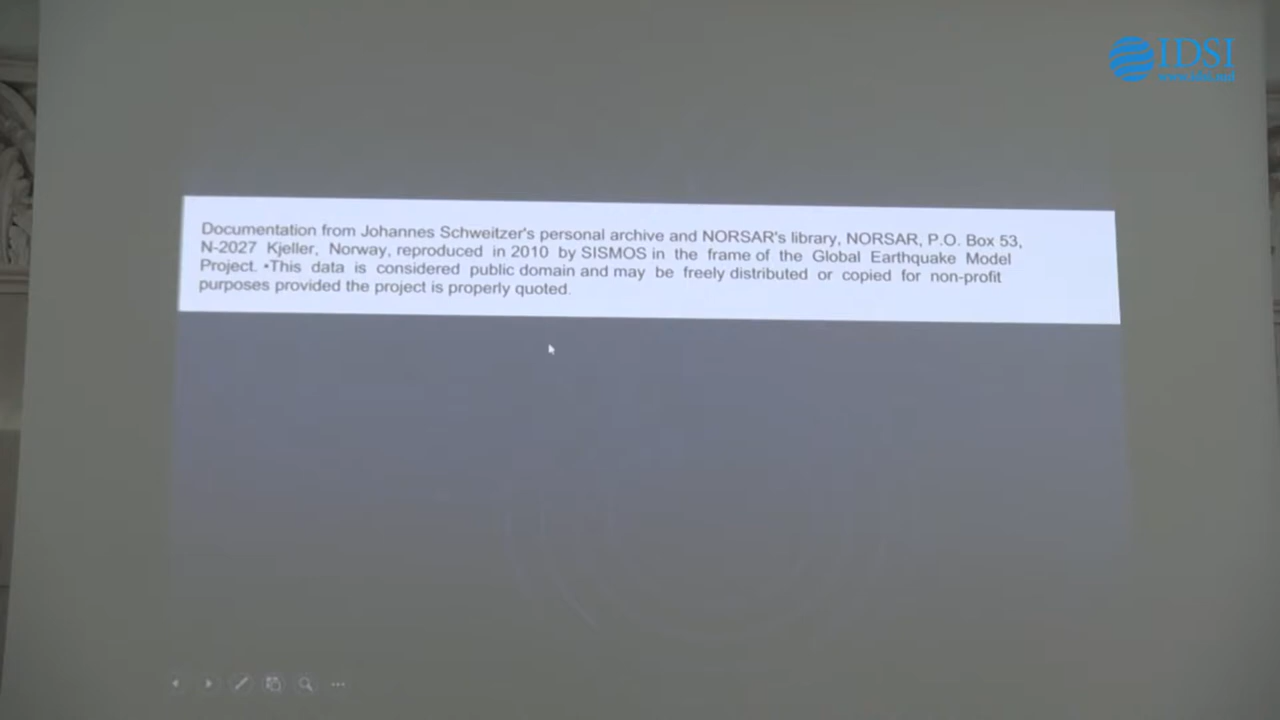 IDSI
Documentation from Johannes Schweitzer's personal archive and NORSAR's library, NORSAR, P.O. Box 53,
N-2027 Kjeller, Norway, reproduced in 2010 by SISMOS in the frame of the Global Earthquake Model
Project. •This data is considered public domain and may be freely distributed or copied for non-profit
purposes provided the project is properly quoted.